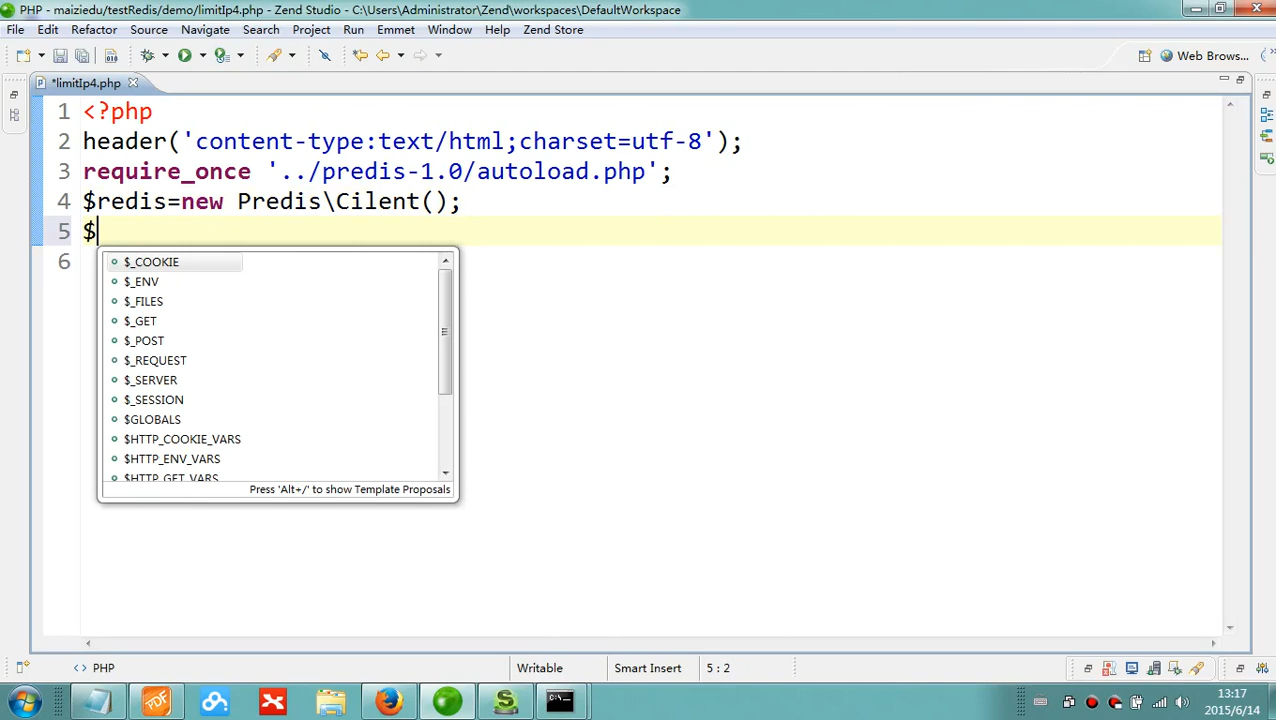 PHP - maiziedu/testRedis/demo/limitIp4.php - Zend Studio - C:\Users\Administrator\Zend\workspaces\DefaultWorkspace
File Edit Refactor Source Navigate Search Project Run Emmet Window Help Zend Store
Web Brows...
*limitIp4.php
1 <?php
2 header('content-type:text/html;charset=utf-8');
3 require_once '../predis-1.0/autoload.php';
4 $redis=new Predis\Cilent();
5 $
6
$_COOKIE
$_ENV
$_FILES
$_GET
$_POST
$_REQUEST
$_SERVER
$_SESSION
$GLOBALS
$HTTP_COOKIE_VARS
$HTTP_ENV_VARS
$HTTP_GET_VARS
Press 'Alt+/' to show Template Proposals
PHP Writable Smart Insert 5 : 2
PDF
13:17
2015/6/14